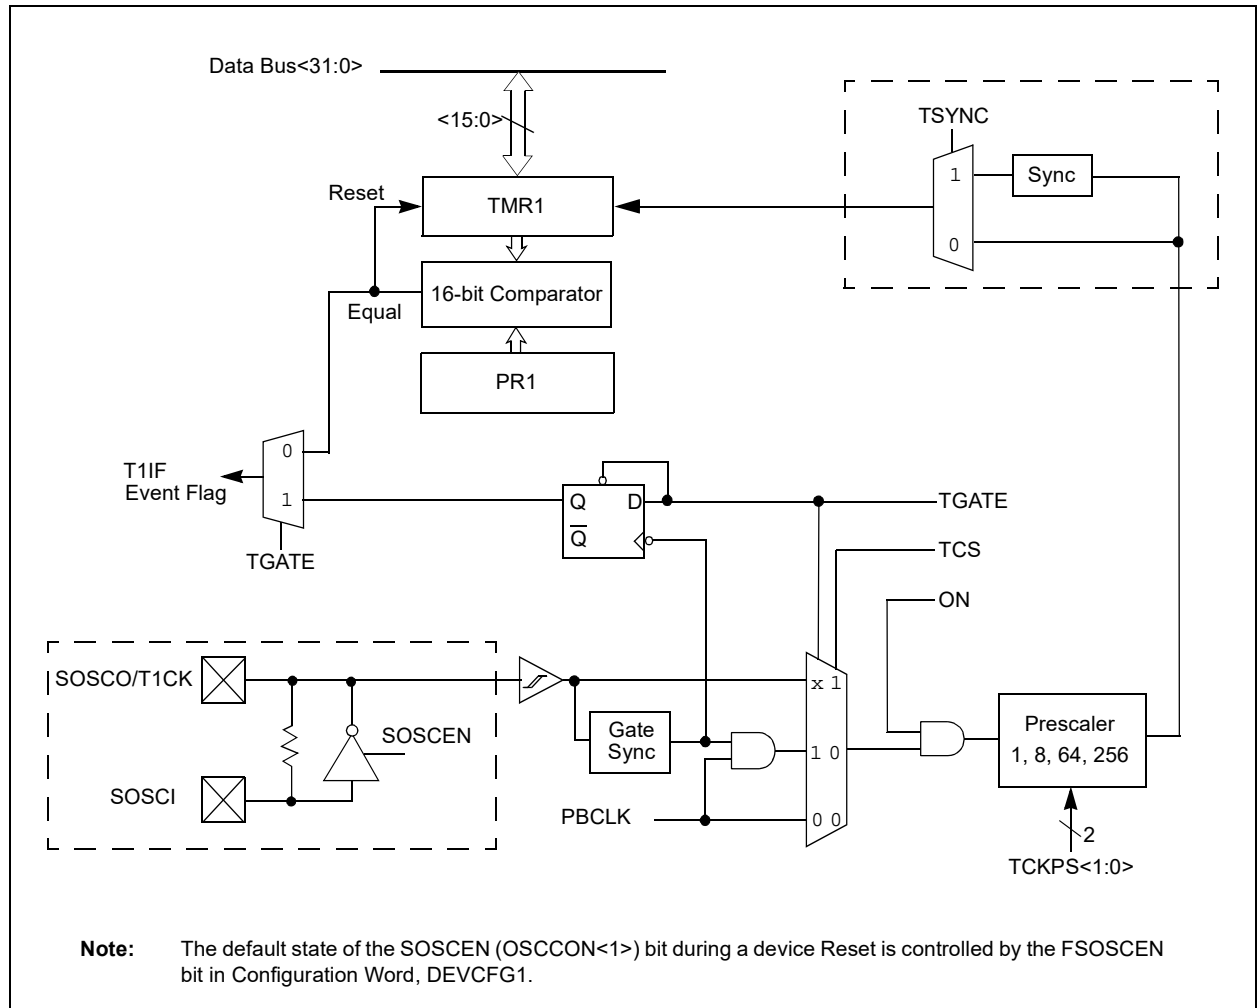 Data Bus<31:0>
<15:0>
TSYNC
Reset
TMR1
1
Sync
0
16-bit Comparator
Equal
PR1
T1IF
Event Flag
0
1
TGATE
Q
D
Q̅
TGATE
TCS
ON
SOSCO/T1CK
SOSCEN
SOSCI
Gate
Sync
x 1
1 0
0 0
PBCLK
Prescaler
1, 8, 64, 256
2
TCKPS<1:0>
Note: The default state of the SOSCEN (OSCCON<1>) bit during a device Reset is controlled by the FSOSCEN
bit in Configuration Word, DEVCFG1.